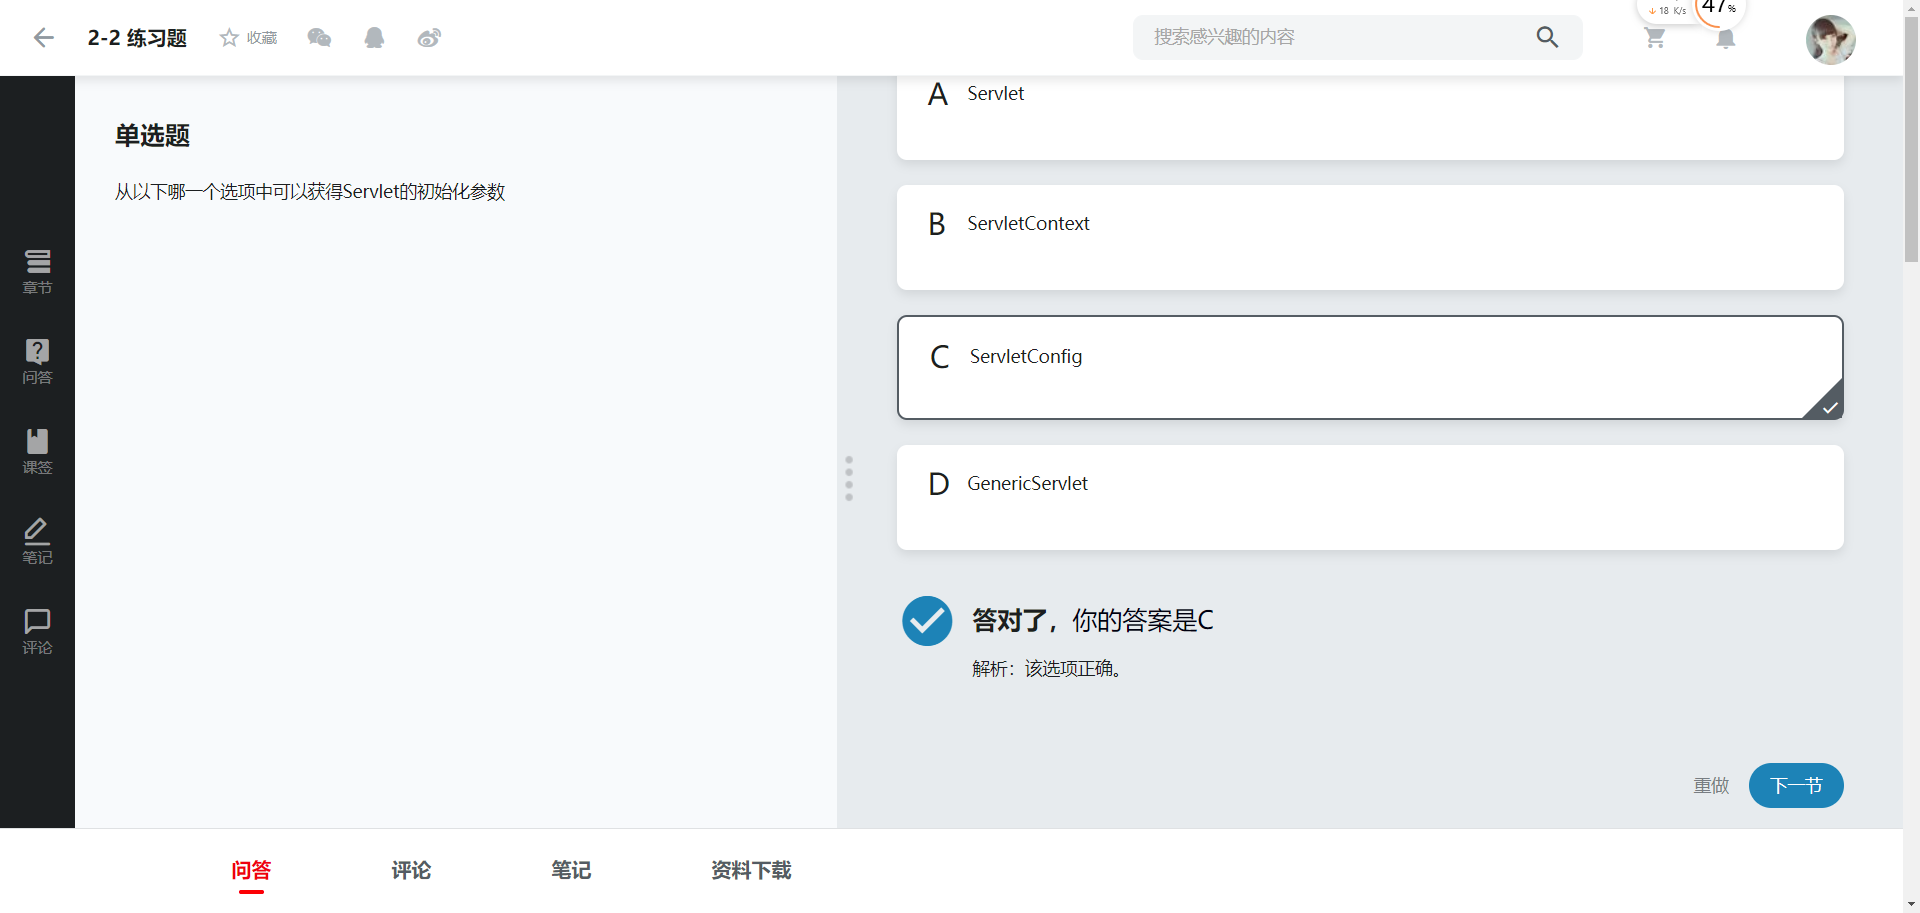 2-2 练习题
收藏
搜索感兴趣的内容
18 K/s
47%
章节
问答
课签
笔记
评论
单选题
从以下哪一个选项中可以获得Servlet的初始化参数
A Servlet
B ServletContext
C ServletConfig
D GenericServlet
答对了，你的答案是C
解析：该选项正确。
重做
下一节
问答
评论
笔记
资料下载